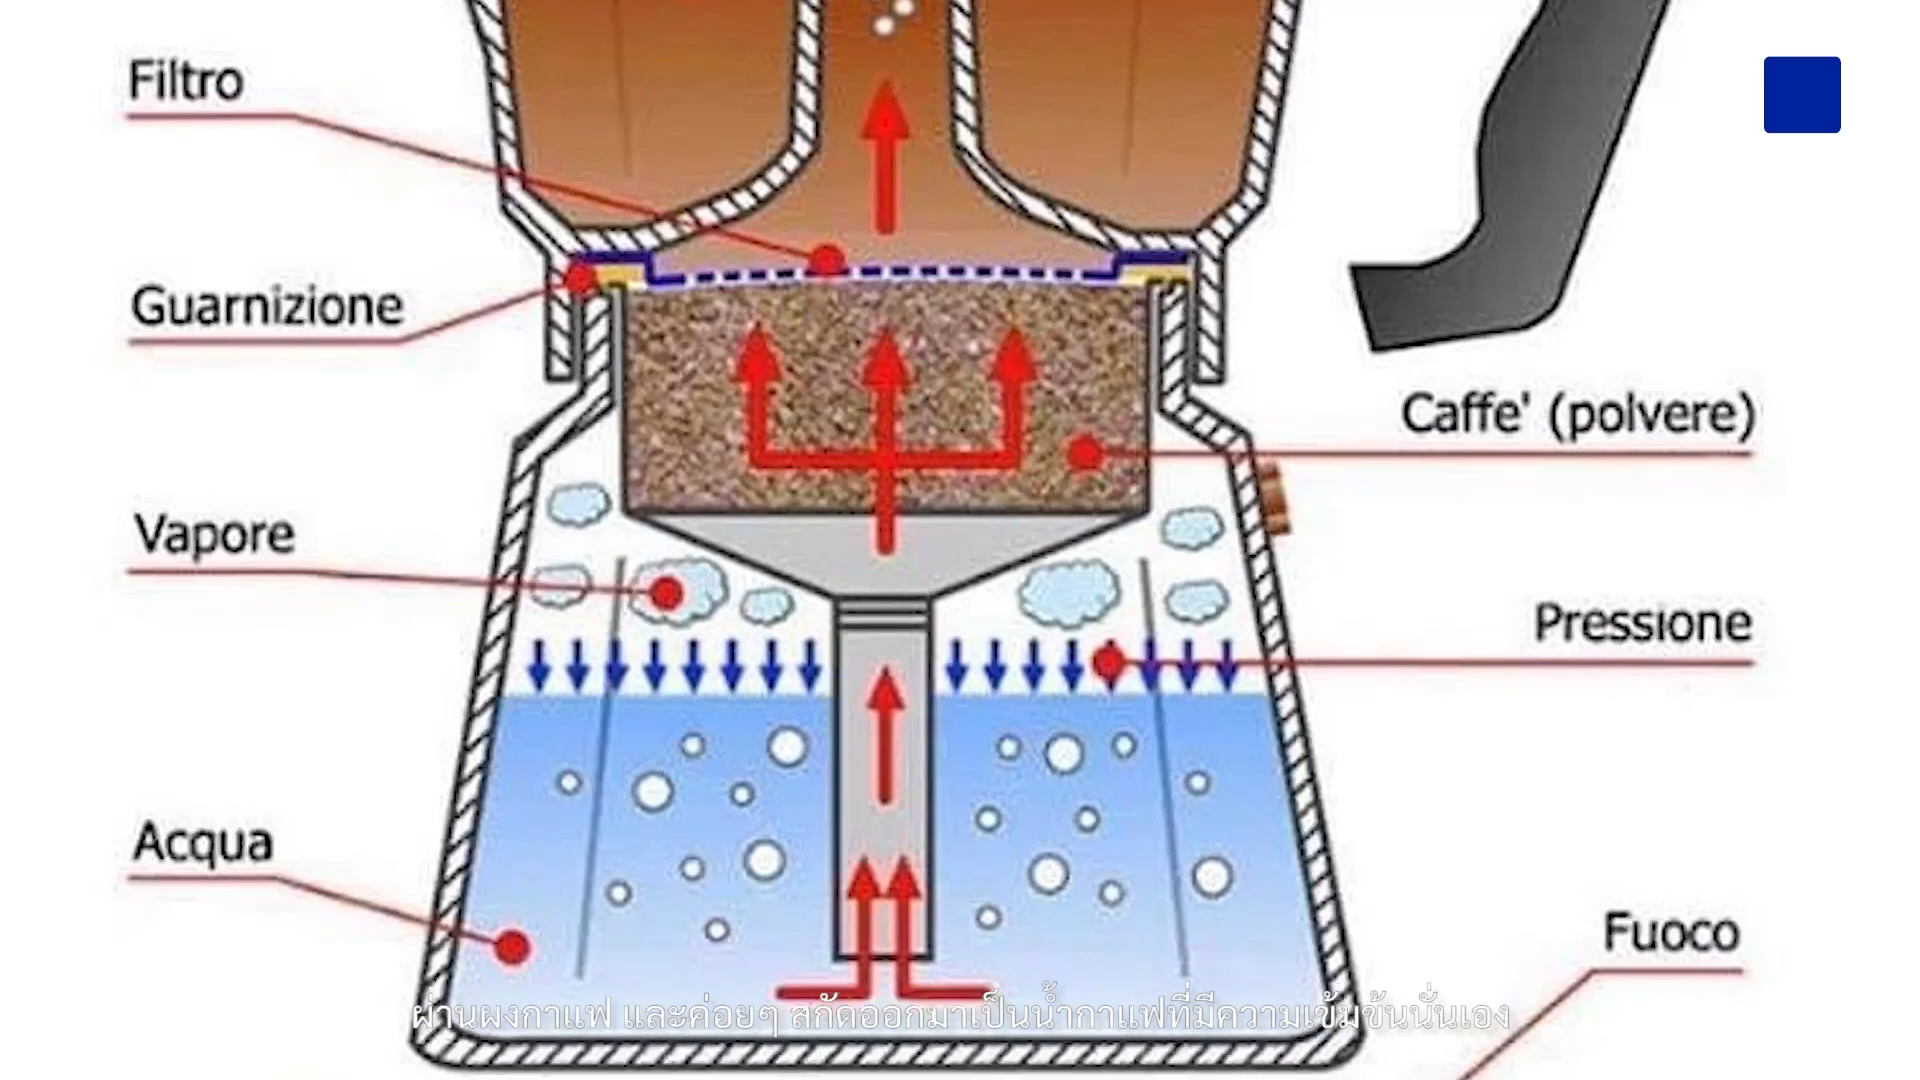 Filtro
Guarnizione
Caffe' (polvere)
Vapore
Pressione
Acqua
Fuoco
ผ่านผงกาแฟ และค่อยๆ สกัดออกมาเป็นน้ำกาแฟที่มีความเข้มข้นนั่นเอง